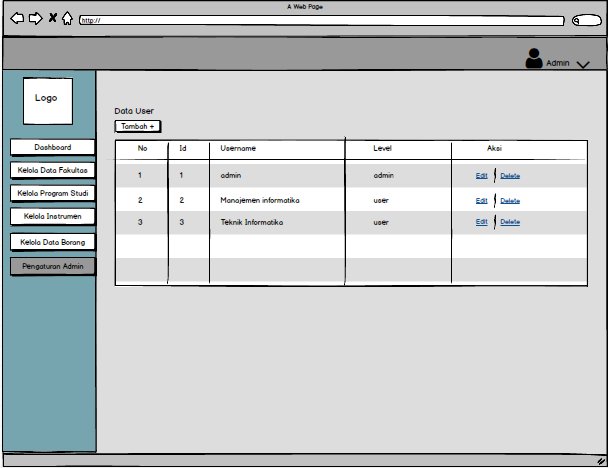 A Web Page
http://
Admin
Logo
Dashboard
Kelola Data Fakultas
Kelola Program Studi
Kelola Instrumen
Kelola Data Borang
Pengaturan Admin
Data User
Tambah +
No Id Username Level Aksi
1 1 admin admin Edit Delete
2 2 Manajemen informatika user Edit Delete
3 3 Teknik Informatika user Edit Delete